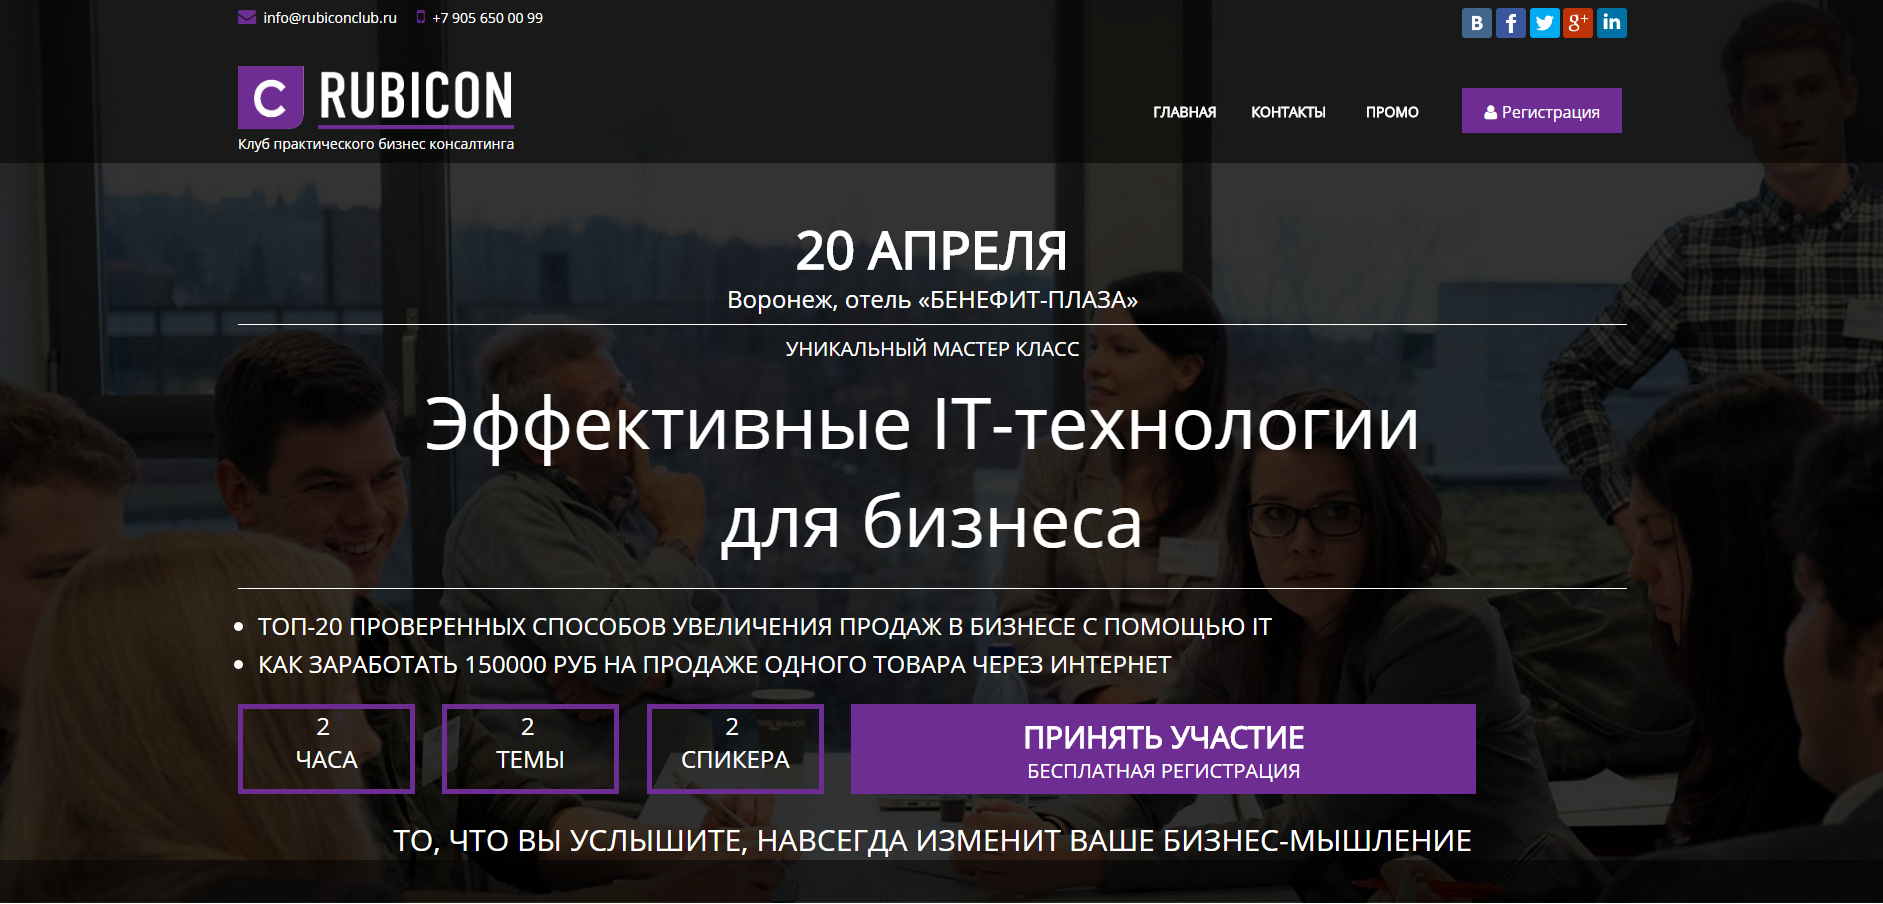 info@rubiconclub.ru +7 905 650 00 99
B f g+ in
C RUBICON
Клуб практического бизнес консалтинга
ГЛАВНАЯ КОНТАКТЫ ПРОМО Регистрация
20 АПРЕЛЯ
Воронеж, отель «БЕНЕФИТ-ПЛАЗА»
УНИКАЛЬНЫЙ МАСТЕР КЛАСС
Эффективные IT-технологии
для бизнеса
• ТОП-20 ПРОВЕРЕННЫХ СПОСОБОВ УВЕЛИЧЕНИЯ ПРОДАЖ В БИЗНЕСЕ С ПОМОЩЬЮ IT
• КАК ЗАРАБОТАТЬ 150000 РУБ НА ПРОДАЖЕ ОДНОГО ТОВАРА ЧЕРЕЗ ИНТЕРНЕТ
2
ЧАСА
2
ТЕМЫ
2
СПИКЕРА
ПРИНЯТЬ УЧАСТИЕ
БЕСПЛАТНАЯ РЕГИСТРАЦИЯ
ТО, ЧТО ВЫ УСЛЫШИТЕ, НАВСЕГДА ИЗМЕНИТ ВАШЕ БИЗНЕС-МЫШЛЕНИЕ